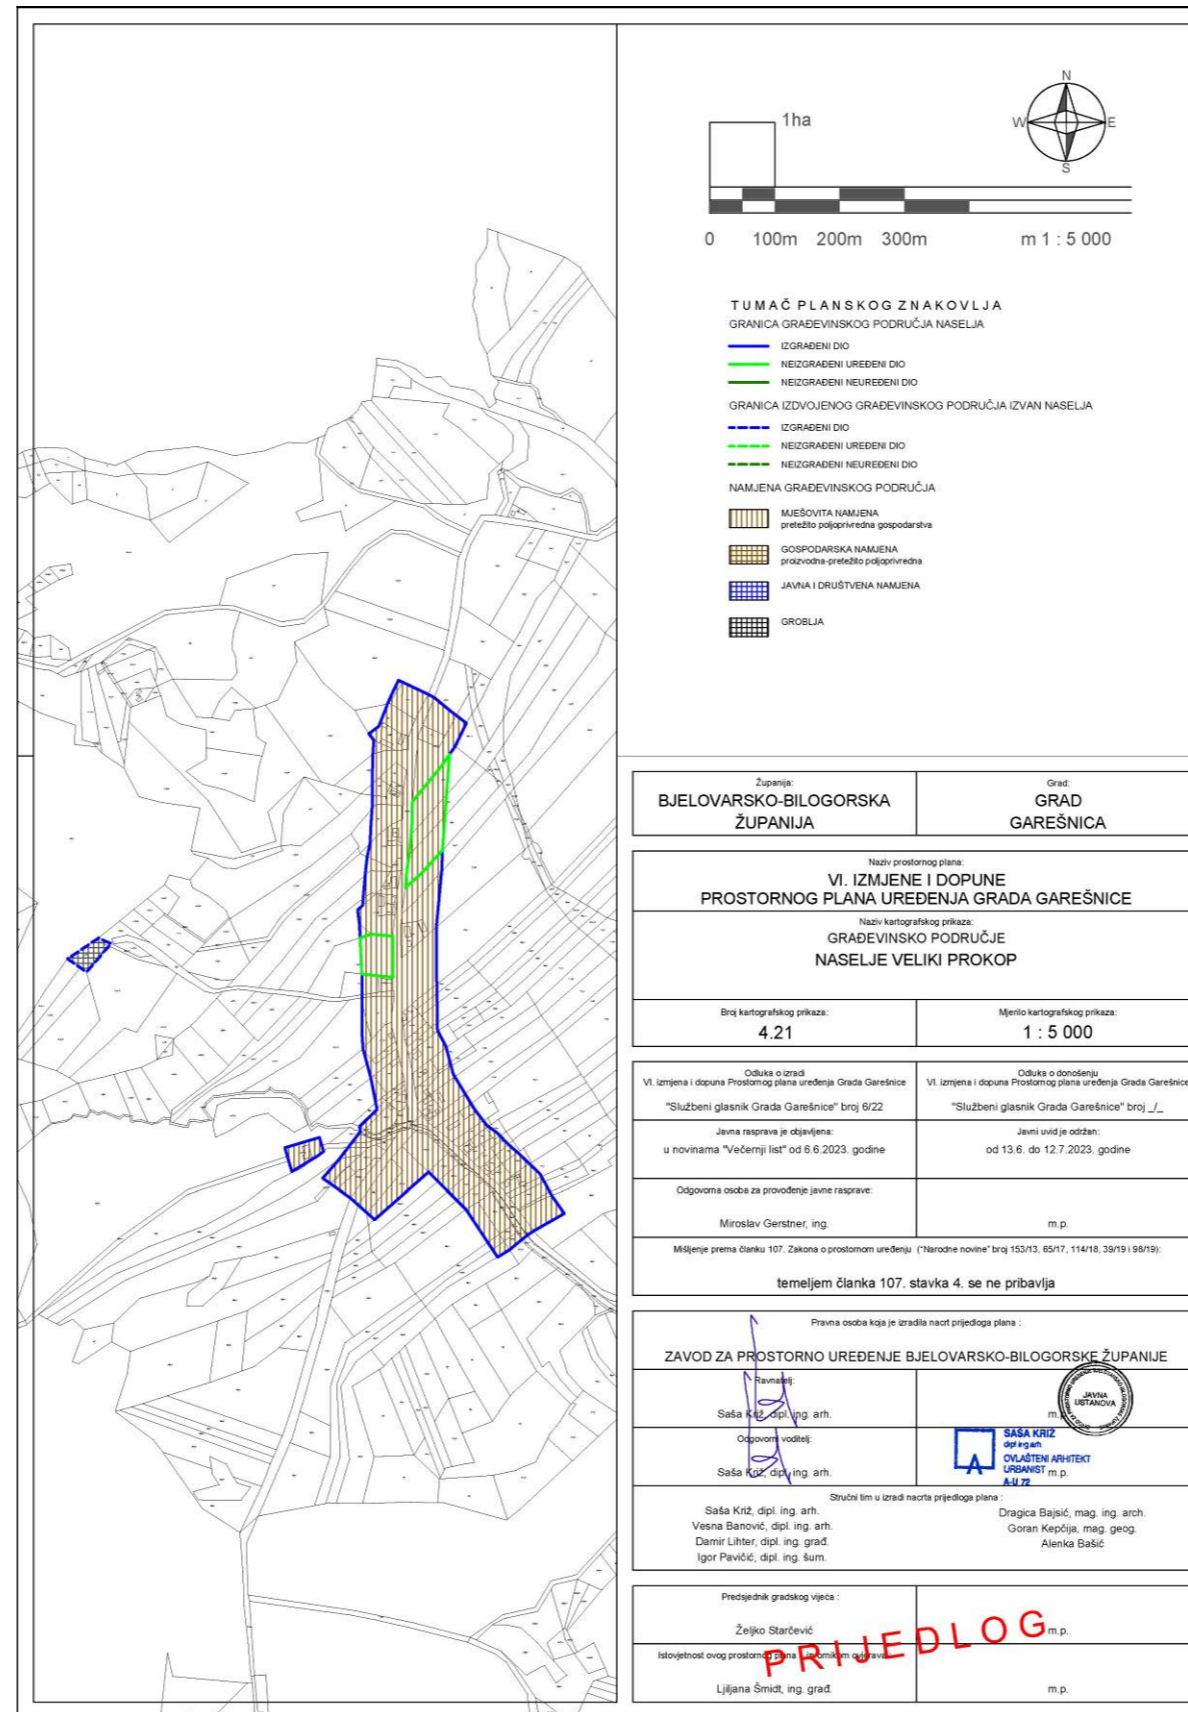 1ha
N
W
E
S
0 100m 200m 300m m 1 : 5 000
TUMAČ PLANSKOG ZNAKOVLJA
GRANICA GRAĐEVINSKOG PODRUČJA NASELJA
IZGRAĐENI DIO
NEIZGRAĐENI UREĐENI DIO
NEIZGRAĐENI NEUREĐENI DIO
GRANICA IZDVOJENOG GRAĐEVINSKOG PODRUČJA IZVAN NASELJA
IZGRAĐENI DIO
NEIZGRAĐENI UREĐENI DIO
NEIZGRAĐENI NEUREĐENI DIO
NAMJENA GRAĐEVINSKOG PODRUČJA
MJEŠOVITA NAMJENA
pretežito poljoprivredna gospodarstva
GOSPODARSKA NAMJENA
proizvodna-pretežito poljoprivredna
JAVNA I DRUŠTVENA NAMJENA
GROBLJA
Županija:
BJELOVARSKO-BILOGORSKA
ŽUPANIJA
Grad:
GRAD
GAREŠNICA
Naziv prostornog plana:
VI. IZMJENE I DOPUNE
PROSTORNOG PLANA UREĐENJA GRADA GAREŠNICE
Naziv kartografskog prikaza:
GRAĐEVINSKO PODRUČJE
NASELJE VELIKI PROKOP
Broj kartografskog prikaza:
4.21
Mjerilo kartografskog prikaza:
1 : 5 000
Odluka o izradi
VI. izmjena i dopuna Prostornog plana uređenja Grada Garešnice
"Službeni glasnik Grada Garešnice" broj 6/22
Odluka o donošenju
VI. izmjena i dopuna Prostornog plana uređenja Grada Garešnice
"Službeni glasnik Grada Garešnice" broj _/_
Javna rasprava je objavljena:
u novinama "Večernji list" od 6.6.2023. godine
Javni uvid je održan:
od 13.6. do 12.7.2023. godine
Odgovorna osoba za provođenje javne rasprave:
Miroslav Gerstner, ing.
m.p.
Mišljenje prema članku 107. Zakona o prostornom uređenju ("Narodne novine" broj 153/13, 65/17, 114/18, 39/19 i 98/19):
temeljem članka 107. stavka 4. se ne pribavlja
Pravna osoba koja je izradila nacrt prijedloga plana :
ZAVOD ZA PROSTORNO UREĐENJE BJELOVARSKO-BILOGORSKE ŽUPANIJE
Ravnatelj:
Saša Križ, dipl. ing. arh.
m.p.
JAVNA
USTANOVA
Odgovorni voditelj:
Saša Križ, dipl. ing. arh.
SAŠA KRIŽ
dipl.ing.arh.
OVLAŠTENI ARHITEKT
URBANIST
A-U 72
m.p.
Stručni tim u izradi nacrta prijedloga plana :
Saša Križ, dipl. ing. arh.
Vesna Banović, dipl. ing. arh.
Damir Lihter, dipl. ing. građ.
Igor Pavičić, dipl. ing. šum.
Dragica Bajsić, mag. ing. arch.
Goran Kepčija, mag. geog.
Alenka Bašić
Predsjednik gradskog vijeća :
Željko Starčević
m.p.
PRIJEDLOG
Istovjetnost ovog prostornog plana s izvornikom ovjerava:
Ljiljana Šmidt, ing. građ.
m.p.